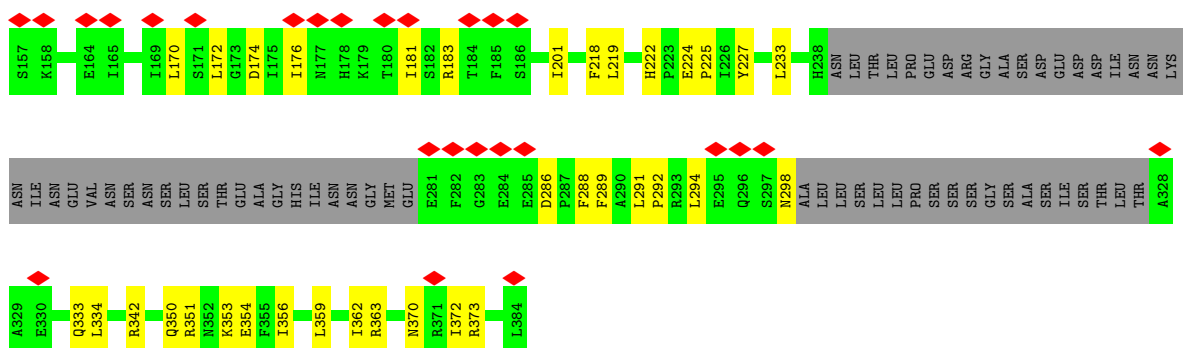 S157 K158 E164 I165 I169 L170 S171 L172 G173 D174 I175 I176 N177 H178 K179 T180 I181 S182 R183 T184 F185 S186 I201 F218 L219 H222 P223 E224 P225 I226 Y227 L233 H238 ASN LEU THR LEU PRO GLU ASP ARG GLY ALA SER ASP GLU ASP ASP ILE ASN ASN LYS
ASN ILE ASN GLU VAL ASN SER ASN SER LEU SER THR GLU ALA GLY HIS ILE ASN ASN GLY MET GLU E281 F282 G283 E284 E285 D286 P287 F288 F289 A290 L291 P292 R293 L294 E295 Q296 S297 N298 ALA LEU LEU SER LEU LEU PRO SER SER SER GLY SER ALA SER ILE SER THR LEU THR A328
A329 E330 Q333 L334 R342 Q350 R351 N352 K353 E354 F355 I356 L359 I362 R363 N370 R371 I372 R373 L384